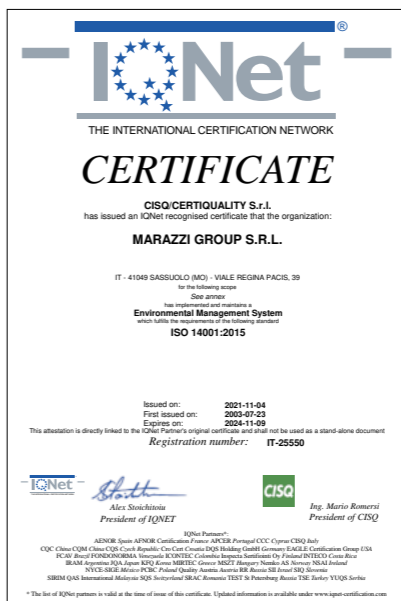 ®
IQNet
THE INTERNATIONAL CERTIFICATION NETWORK
CERTIFICATE
CISQ/CERTIQUALITY S.r.l.
has issued an IQNet recognised certificate that the organization:
MARAZZI GROUP S.R.L.
IT - 41049 SASSUOLO (MO) - VIALE REGINA PACIS, 39
for the following scope
See annex
has implemented and maintains a
Environmental Management System
which fulfills the requirements of the following standard
ISO 14001:2015
Issued on: 2021-11-04
First issued on: 2003-07-23
Expires on: 2024-11-09
This attestation is directly linked to the IQNet Partner's original certificate and shall not be used as a stand-alone document
Registration number: IT-25550
IQNet
CISQ
Alex Stoichitoiu
President of IQNET
Ing. Mario Romersi
President of CISQ
IQNet Partners*:
AENOR Spain AFNOR Certification France APCER Portugal CCC Cyprus CISQ Italy
CQC China CQM China CQS Czech Republic Cro Cert Croatia DQS Holding GmbH Germany EAGLE Certification Group USA
FCAV Brazil FONDONORMA Venezuela ICONTEC Colombia Inspecta Sertifiointi Oy Finland INTECO Costa Rica
IRAM Argentina JQA Japan KFQ Korea MIRTEC Greece MSZT Hungary Nemko AS Norway NSAI Ireland
NYCE-SIGE México PCBC Poland Quality Austria Austria RR Russia SII Israel SIQ Slovenia
SIRIM QAS International Malaysia SQS Switzerland SRAC Romania TEST St Petersburg Russia TSE Turkey YUQS Serbia
* The list of IQNet partners is valid at the time of issue of this certificate. Updated information is available under www.iqnet-certification.com